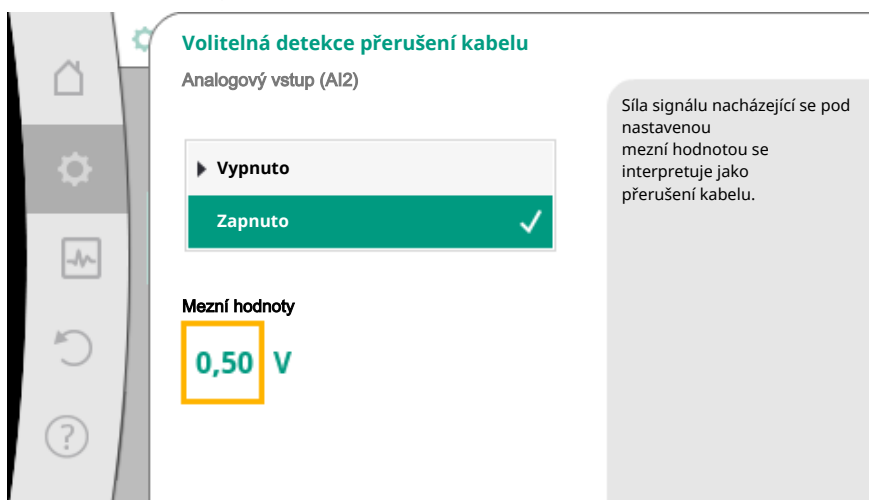 Volitelná detekce přerušení kabelu
Analogový vstup (AI2)
Síla signálu nacházející se pod
nastavenou
mezní hodnotou se
interpretuje jako
přerušení kabelu.
Vypnuto
Zapnuto
Mezní hodnoty
0,50 V
?